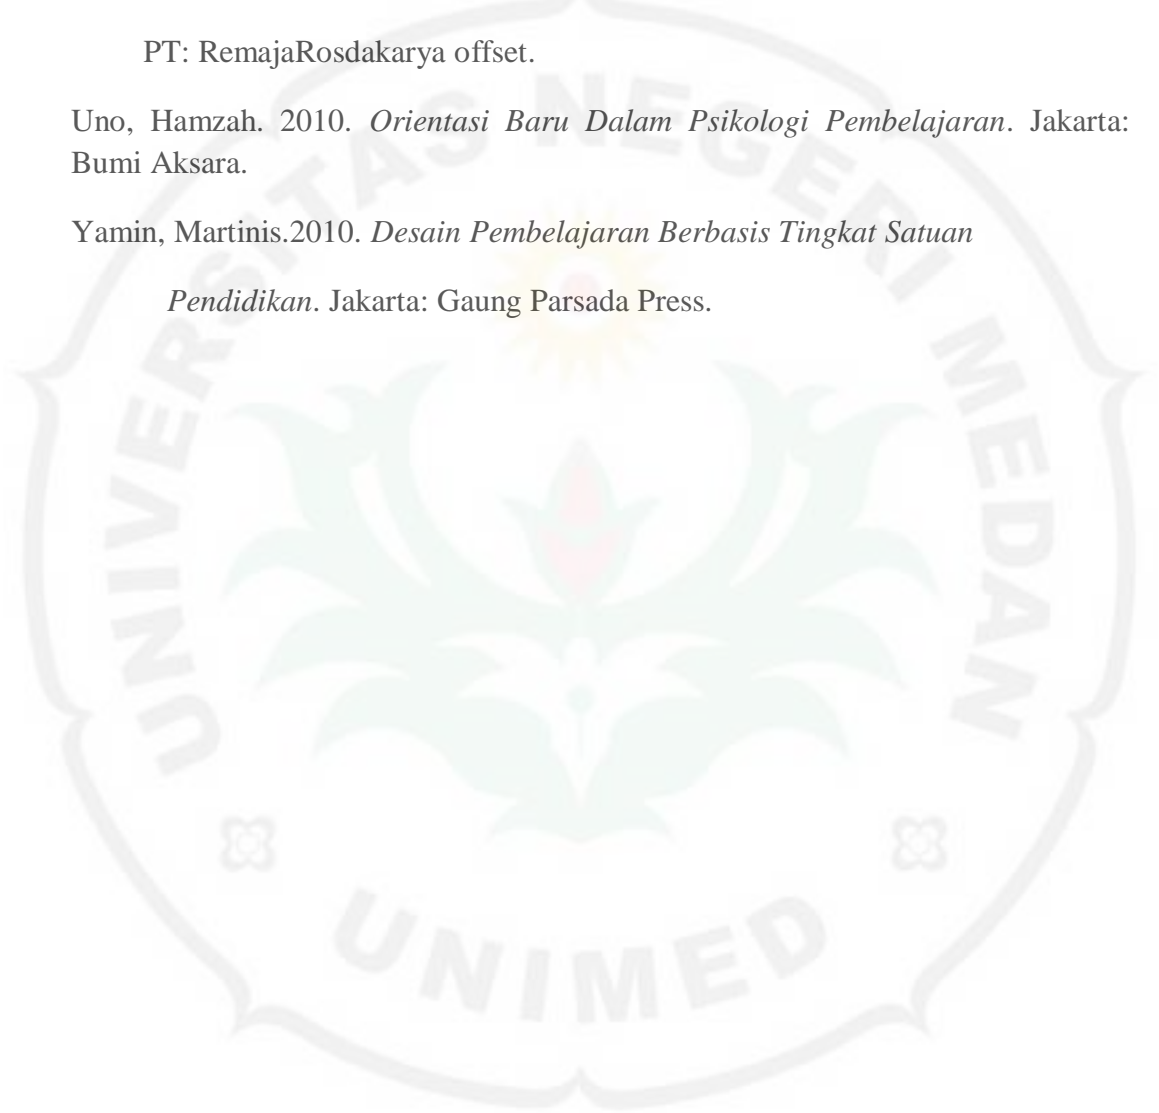 PT: RemajaRosdakarya offset.
Uno, Hamzah. 2010. Orientasi Baru Dalam Psikologi Pembelajaran. Jakarta:
Bumi Aksara.
Yamin, Martinis.2010. Desain Pembelajaran Berbasis Tingkat Satuan
Pendidikan. Jakarta: Gaung Parsada Press.
UNIVERSITAS NEGERI MEDAN
UNIMED